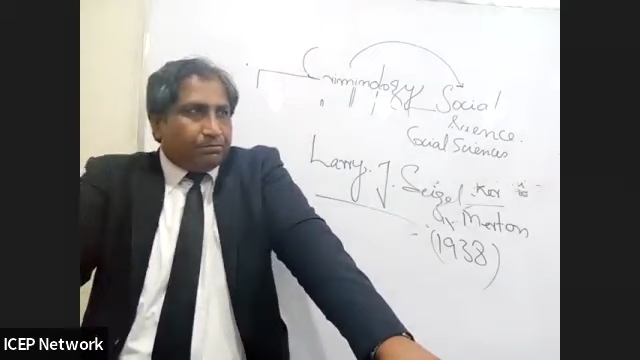 Criminology
Social
Science.
Social Sciences
Larry. J. Seigel
Merton
(1938)
ICEP Network